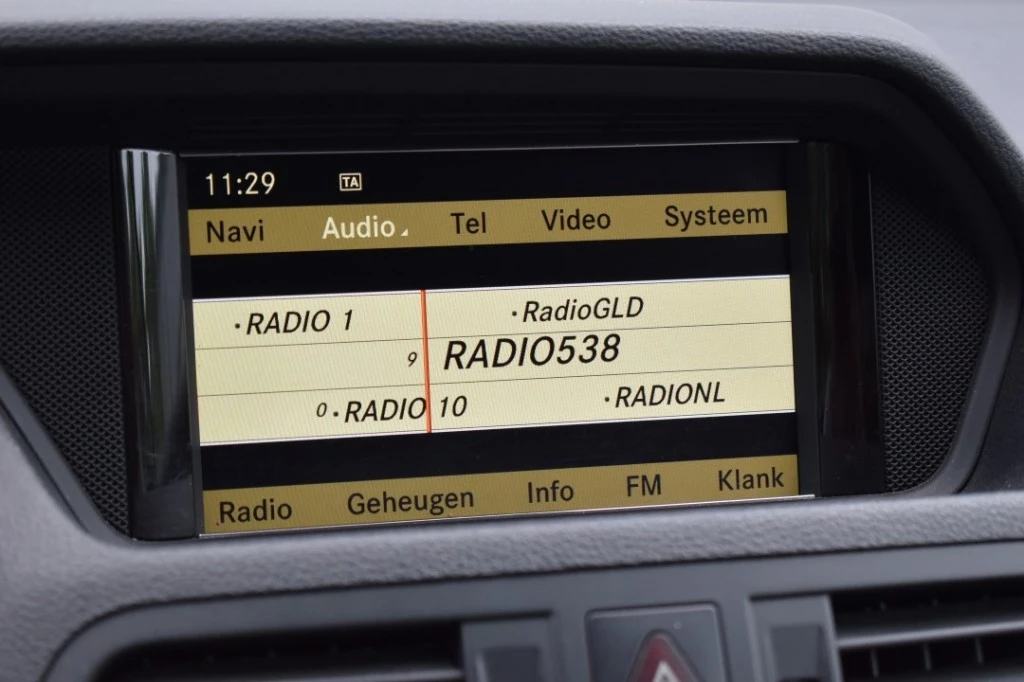 11:29 TA
Navi Audio Tel Video Systeem
·RADIO 1 ·RadioGLD
9 RADIO538
0 ·RADIO 10 ·RADIONL
Radio Geheugen Info FM Klank